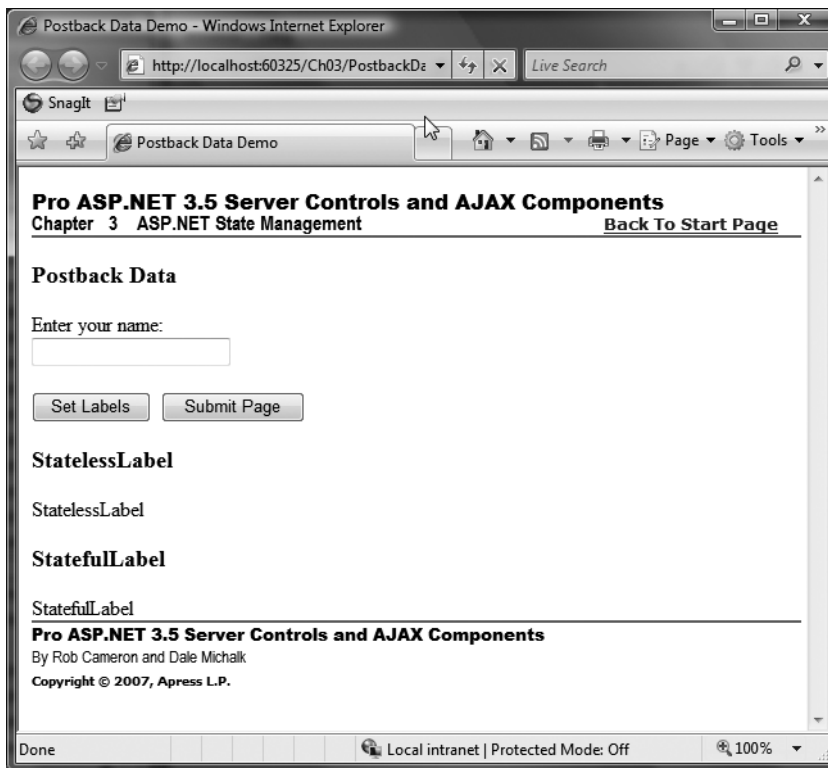 Postback Data Demo - Windows Internet Explorer
http://localhost:60325/Ch03/PostbackDa
Live Search
SnagIt
Postback Data Demo
Page
Tools
Pro ASP.NET 3.5 Server Controls and AJAX Components
Chapter 3 ASP.NET State Management
Back To Start Page
Postback Data
Enter your name:
Set Labels
Submit Page
StatelessLabel
StatelessLabel
StatefulLabel
StatefulLabel
Pro ASP.NET 3.5 Server Controls and AJAX Components
By Rob Cameron and Dale Michalk
Copyright © 2007, Apress L.P.
Done
Local intranet | Protected Mode: Off
100%